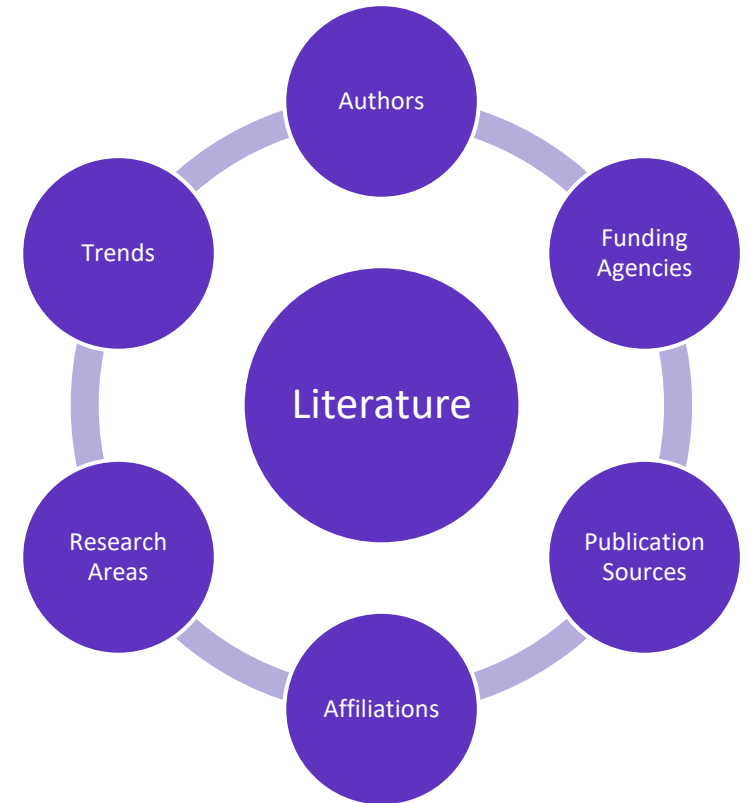 Authors
Funding
Agencies
Publication
Sources
Affiliations
Research
Areas
Trends
Literature